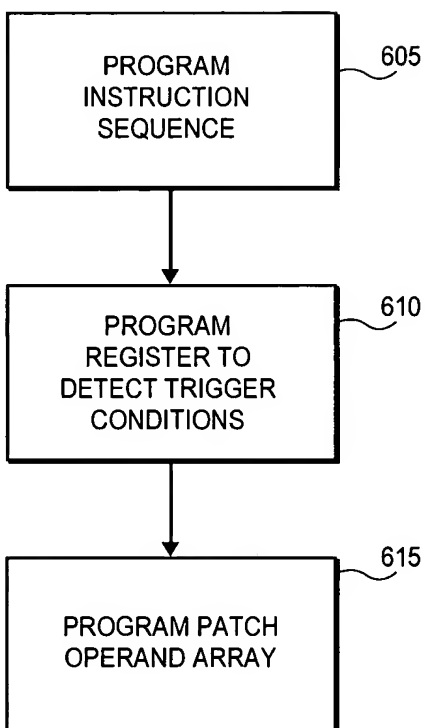 PROGRAM
INSTRUCTION
SEQUENCE
605
PROGRAM
REGISTER TO
DETECT TRIGGER
CONDITIONS
610
PROGRAM PATCH
OPERAND ARRAY
615